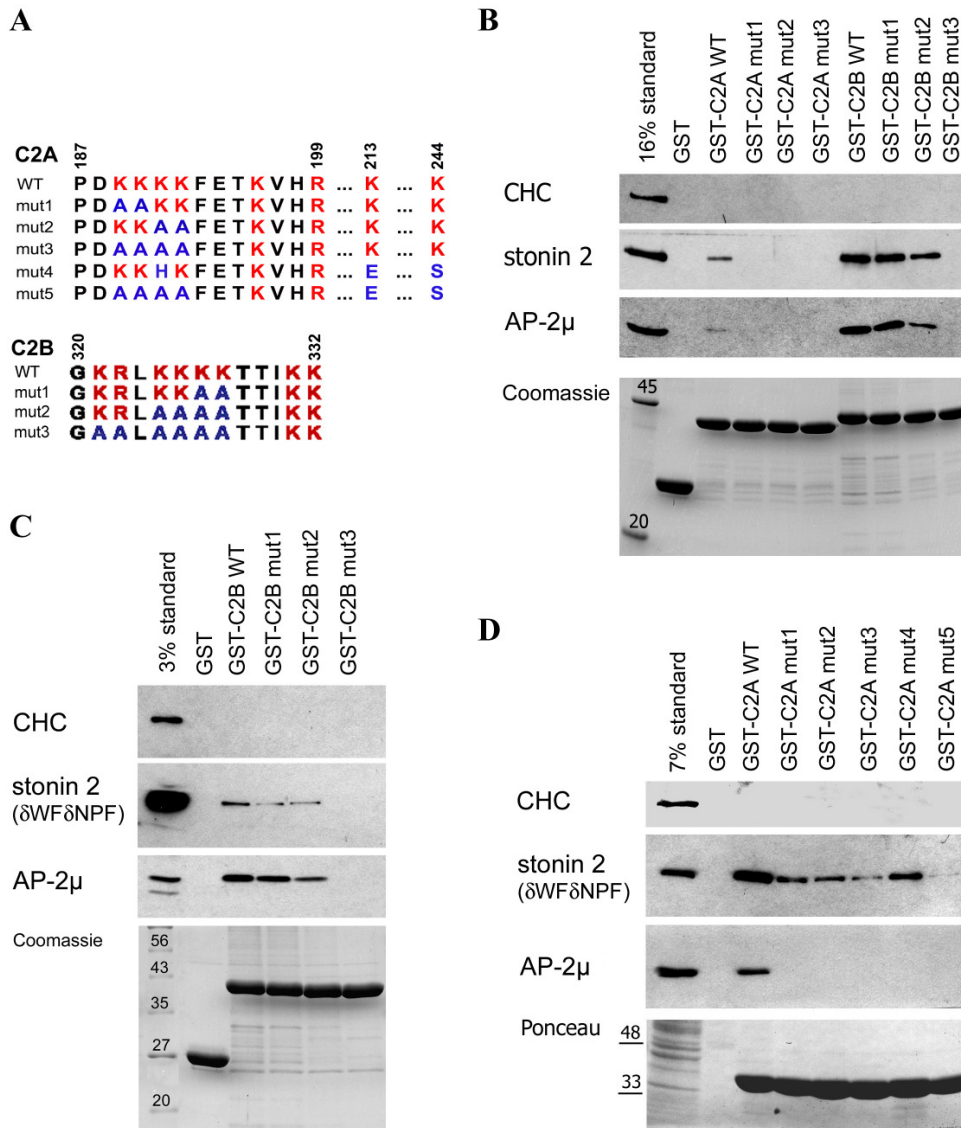 A
C2A
187 199 213 244
WT P D K K K K F E T K V H R ... K ... K
mut1 P D A A K K F E T K V H R ... K ... K
mut2 P D K K A A F E T K V H R ... K ... K
mut3 P D A A A A F E T K V H R ... K ... K
mut4 P D K K H K F E T K V H R ... E ... S
mut5 P D A A A A F E T K V H R ... E ... S
C2B
320 332
WT G K R L K K K K T T I K K
mut1 G K R L K K A A T T I K K
mut2 G K R L A A A A T T I K K
mut3 G A A L A A A A T T I K K
B
16% standard
GST
GST-C2A WT
GST-C2A mut1
GST-C2A mut2
GST-C2A mut3
GST-C2B WT
GST-C2B mut1
GST-C2B mut2
GST-C2B mut3
CHC
stonin 2
AP-2µ
Coomassie
45
20
C
3% standard
GST
GST-C2B WT
GST-C2B mut1
GST-C2B mut2
GST-C2B mut3
CHC
stonin 2
(δWFδNPF)
AP-2µ
Coomassie
56
43
35
27
20
D
7% standard
GST
GST-C2A WT
GST-C2A mut1
GST-C2A mut2
GST-C2A mut3
GST-C2A mut4
GST-C2A mut5
CHC
stonin 2
(δWFδNPF)
AP-2µ
Ponceau
48
33